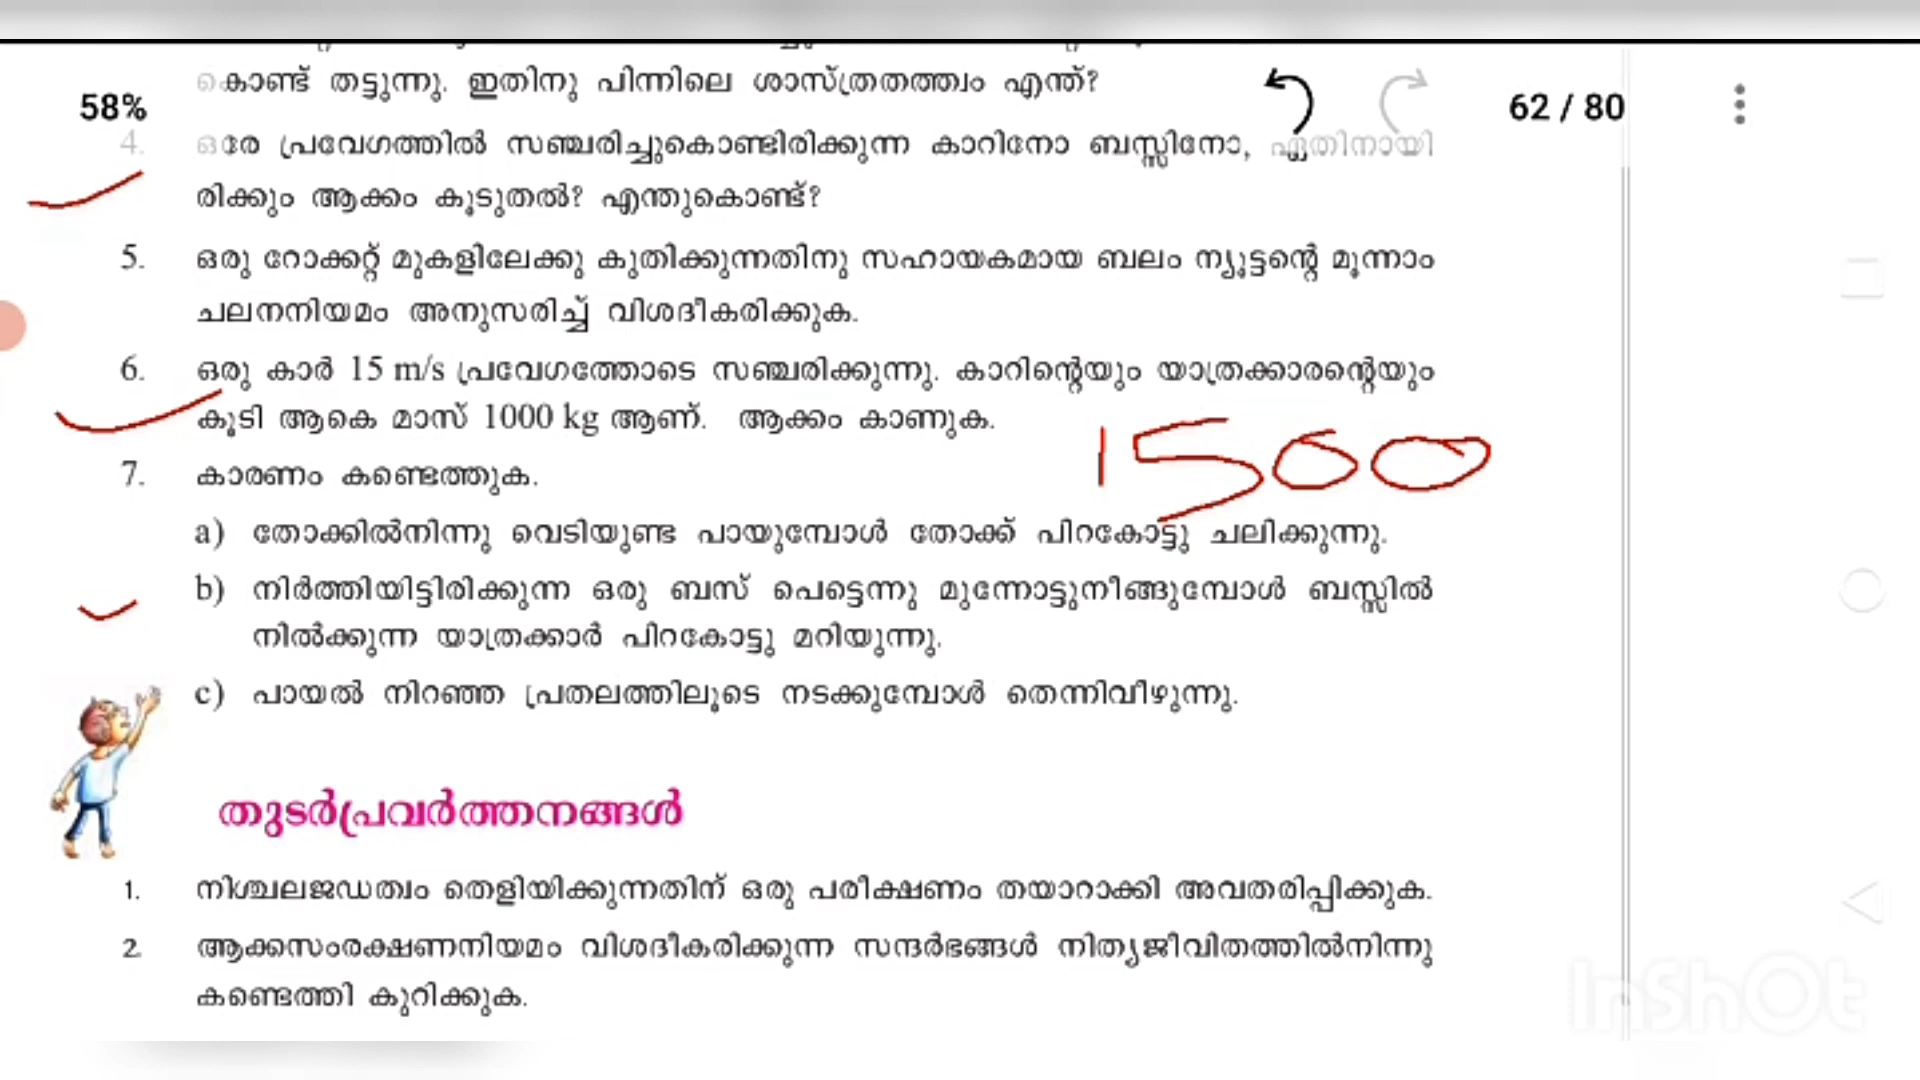 കൊണ്ട് തട്ടുന്നു. ഇതിനു പിന്നിലെ ശാസ്ത്രതത്ത്വം എന്ത്?
58%
62 / 80
4. ഒരേ പ്രവേഗത്തിൽ സഞ്ചരിച്ചുകൊണ്ടിരിക്കുന്ന കാറിനോ ബസ്സിനോ, ഏതിനായി
രിക്കും ആക്കം കൂടുതൽ? എന്തുകൊണ്ട്?
5. ഒരു റോക്കറ്റ് മുകളിലേക്കു കുതിക്കുന്നതിനു സഹായകമായ ബലം ന്യൂട്ടന്റെ മൂന്നാം
ചലനനിയമം അനുസരിച്ച് വിശദീകരിക്കുക.
6. ഒരു കാർ 15 m/s പ്രവേഗത്തോടെ സഞ്ചരിക്കുന്നു. കാറിന്റെയും യാത്രക്കാരന്റെയും
കൂടി ആകെ മാസ് 1000 kg ആണ്. ആക്കം കാണുക.
1500
7. കാരണം കണ്ടെത്തുക.
a) തോക്കിൽനിന്നു വെടിയുണ്ട പായുമ്പോൾ തോക്ക് പിറകോട്ടു ചലിക്കുന്നു.
b) നിർത്തിയിട്ടിരിക്കുന്ന ഒരു ബസ് പെട്ടെന്നു മുന്നോട്ടുനീങ്ങുമ്പോൾ ബസ്സിൽ
നിൽക്കുന്ന യാത്രക്കാർ പിറകോട്ടു മറിയുന്നു.
c) പായൽ നിറഞ്ഞ പ്രതലത്തിലൂടെ നടക്കുമ്പോൾ തെന്നിവീഴുന്നു.
തുടർപ്രവർത്തനങ്ങൾ
1. നിശ്ചലജഡത്വം തെളിയിക്കുന്നതിന് ഒരു പരീക്ഷണം തയാറാക്കി അവതരിപ്പിക്കുക.
2. ആക്കസംരക്ഷണനിയമം വിശദീകരിക്കുന്ന സന്ദർഭങ്ങൾ നിത്യജീവിതത്തിൽനിന്നു
കണ്ടെത്തി കുറിക്കുക.
InShOt